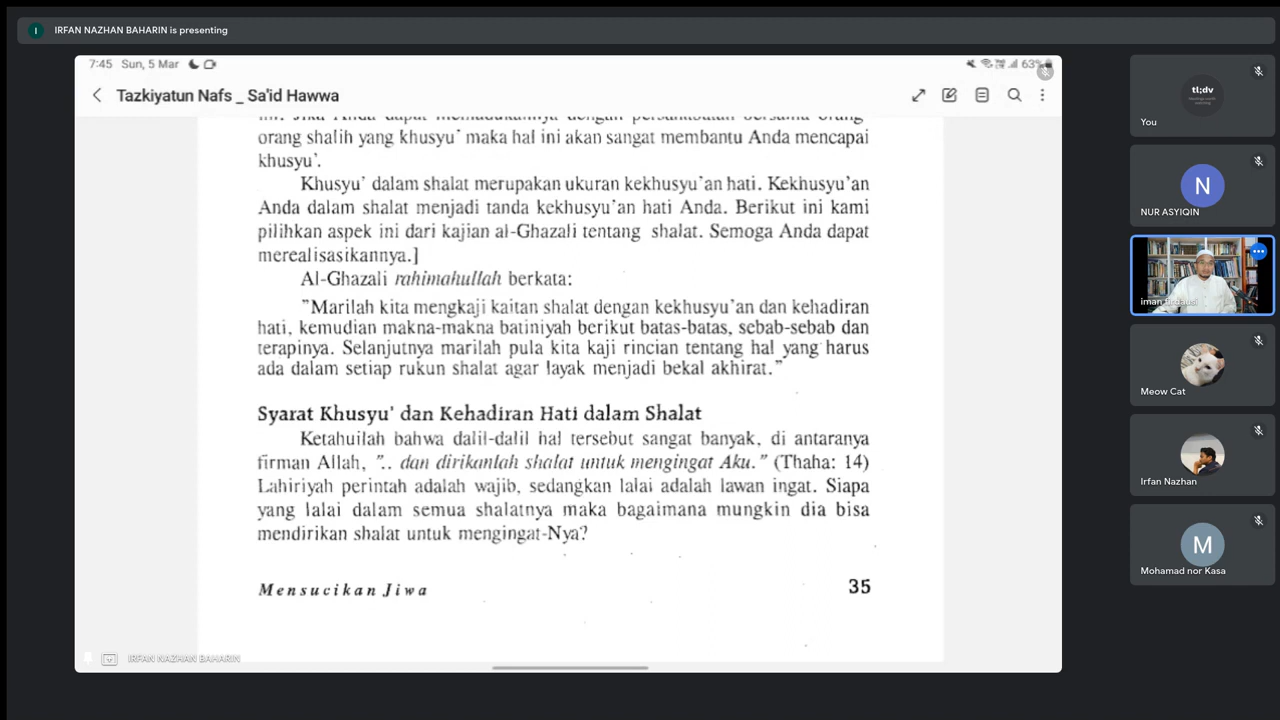 IRFAN NAZHAN BAHARIN is presenting
7:45 Sun, 5 Mar
63%
Tazkiyatun Nafs _ Sa'id Hawwa
orang shalih yang khusyu' maka hal ini akan sangat membantu Anda mencapai
khusyu'.
Khusyu' dalam shalat merupakan ukuran kekhusyu'an hati. Kekhusyu'an
Anda dalam shalat menjadi tanda kekhusyu'an hati Anda. Berikut ini kami
pilihkan aspek ini dari kajian al-Ghazali tentang shalat. Semoga Anda dapat
merealisasikannya.]
Al-Ghazali rahimahullah berkata:
"Marilah kita mengkaji kaitan shalat dengan kekhusyu'an dan kehadiran
hati, kemudian makna-makna batiniyah berikut batas-batas, sebab-sebab dan
terapinya. Selanjutnya marilah pula kita kaji rincian tentang hal yang harus
ada dalam setiap rukun shalat agar layak menjadi bekal akhirat."
Syarat Khusyu' dan Kehadiran Hati dalam Shalat
Ketahuilah bahwa dalil-dalil hal tersebut sangat banyak, di antaranya
firman Allah, ".. dan dirikanlah shalat untuk mengingat Aku." (Thaha: 14)
Lahiriyah perintah adalah wajib, sedangkan lalai adalah lawan ingat. Siapa
yang lalai dalam semua shalatnya maka bagaimana mungkin dia bisa
mendirikan shalat untuk mengingat-Nya?
Mensucikan Jiwa 35
IRFAN NAZHAN BAHARIN
tl;dv
You
N
NUR ASYIQIN
iman firdausi
Meow Cat
Irfan Nazhan
M
Mohamad nor Kasa